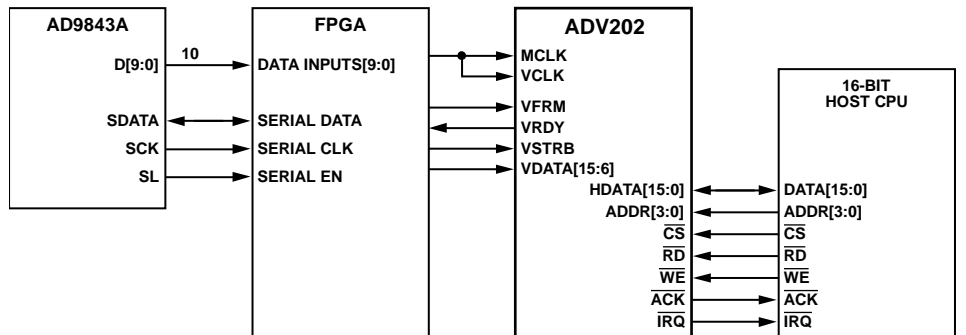 AD9843A
D[9:0]
10
SDATA
SCK
SL
FPGA
DATA INPUTS[9:0]
SERIAL DATA
SERIAL CLK
SERIAL EN
ADV202
MCLK
VCLK
VFRM
VRDY
VSTRB
VDATA[15:6]
HDATA[15:0]
ADDR[3:0]
CS
RD
WE
ACK
IRQ
16-BIT
HOST CPU
DATA[15:0]
ADDR[3:0]
CS
RD
WE
ACK
IRQ